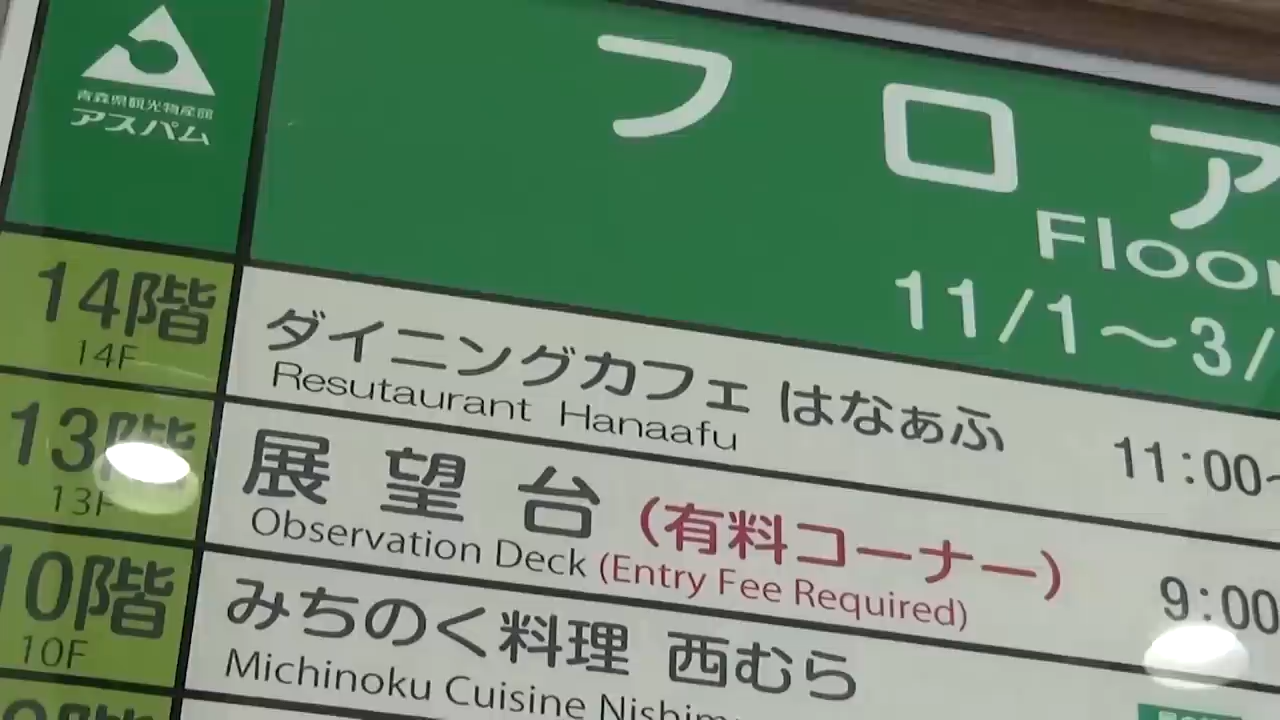 青森県観光物産館
アスパム
フロア
Floor
11/1〜3/
14階
14F
ダイニングカフェ はなぁふ
Resutaurant Hanaafu
11:00~
13階
13F
展望台(有料コーナー)
Observation Deck (Entry Fee Required)
9:00
10階
10F
みちのく料理 西むら
Michinoku Cuisine